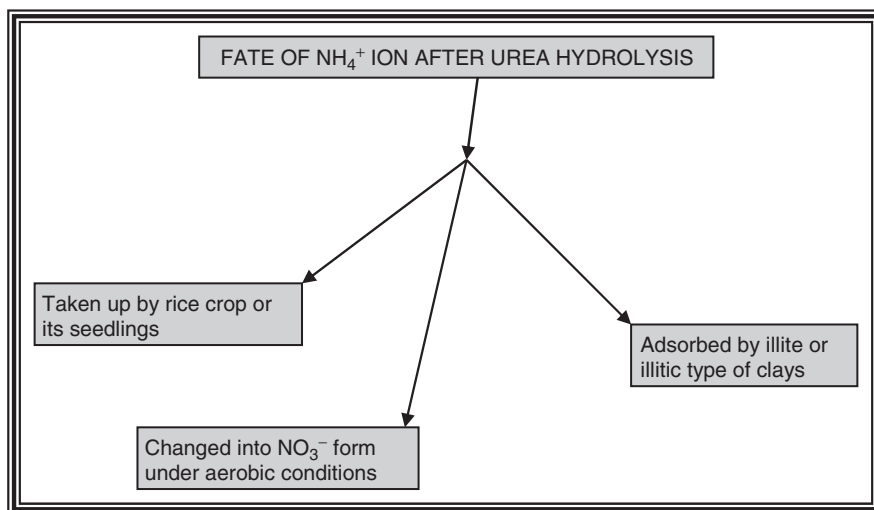 FATE OF NH₄⁺ ION AFTER UREA HYDROLYSIS
Taken up by rice crop or
its seedlings
Adsorbed by illite or
illitic type of clays
Changed into NO₃⁻ form
under aerobic conditions